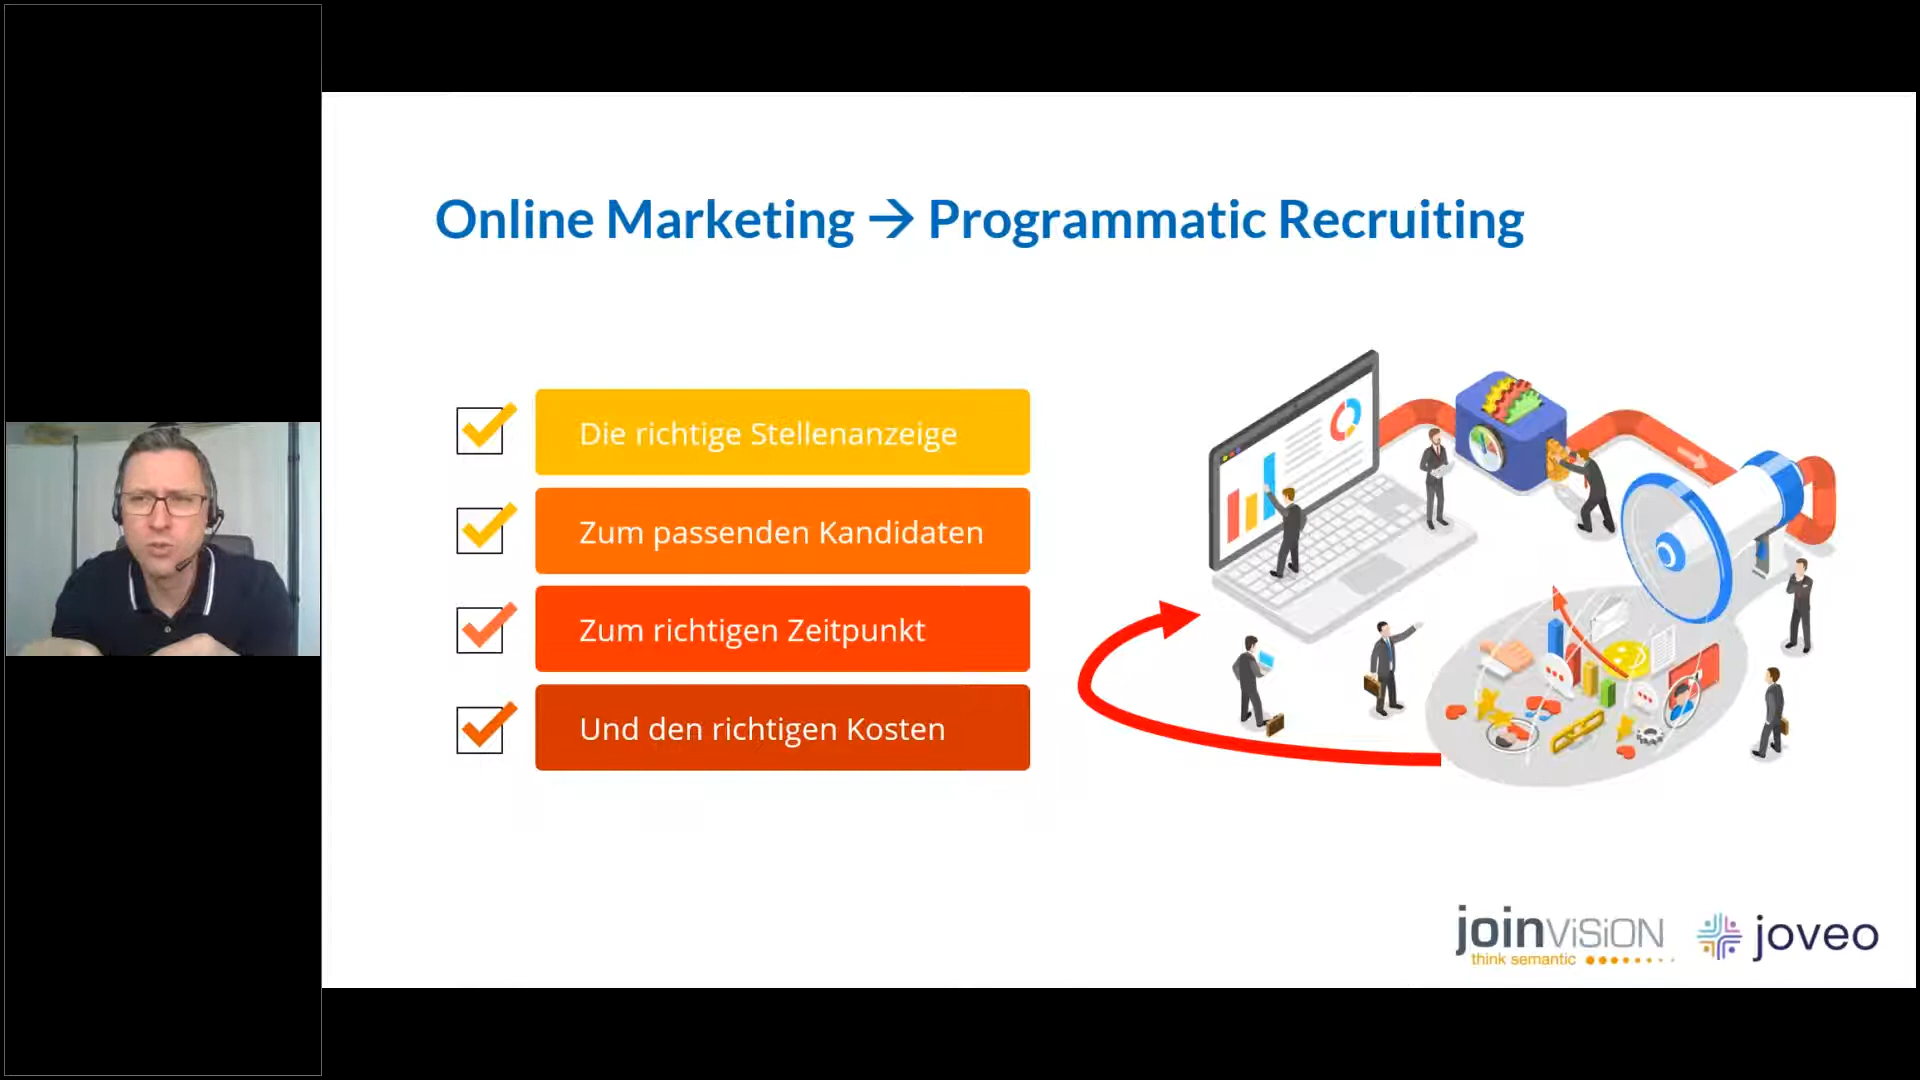 Online Marketing → Programmatic Recruiting
Die richtige Stellenanzeige
Zum passenden Kandidaten
Zum richtigen Zeitpunkt
Und den richtigen Kosten
joinViSiON
think semantic
joveo